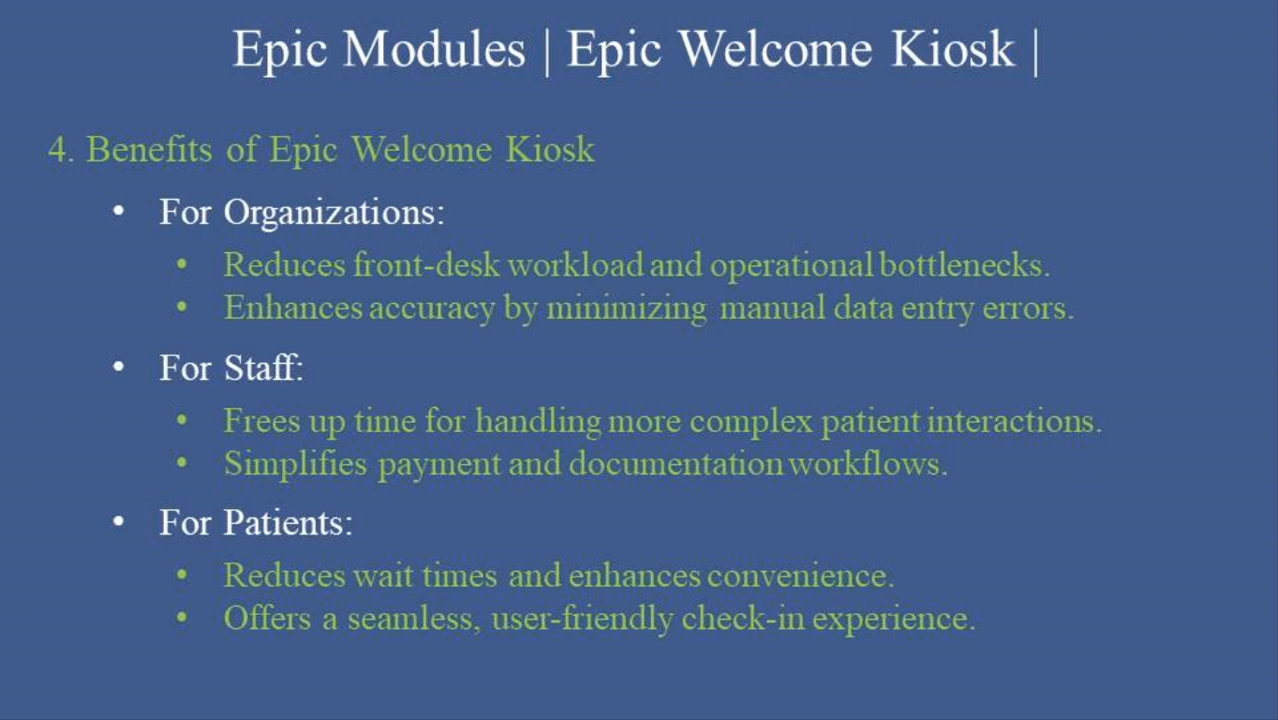 Epic Modules | Epic Welcome Kiosk |
4. Benefits of Epic Welcome Kiosk
• For Organizations:
• Reduces front-desk workload and operational bottlenecks.
• Enhances accuracy by minimizing manual data entry errors.
• For Staff:
• Frees up time for handling more complex patient interactions.
• Simplifies payment and documentation workflows.
• For Patients:
• Reduces wait times and enhances convenience.
• Offers a seamless, user-friendly check-in experience.